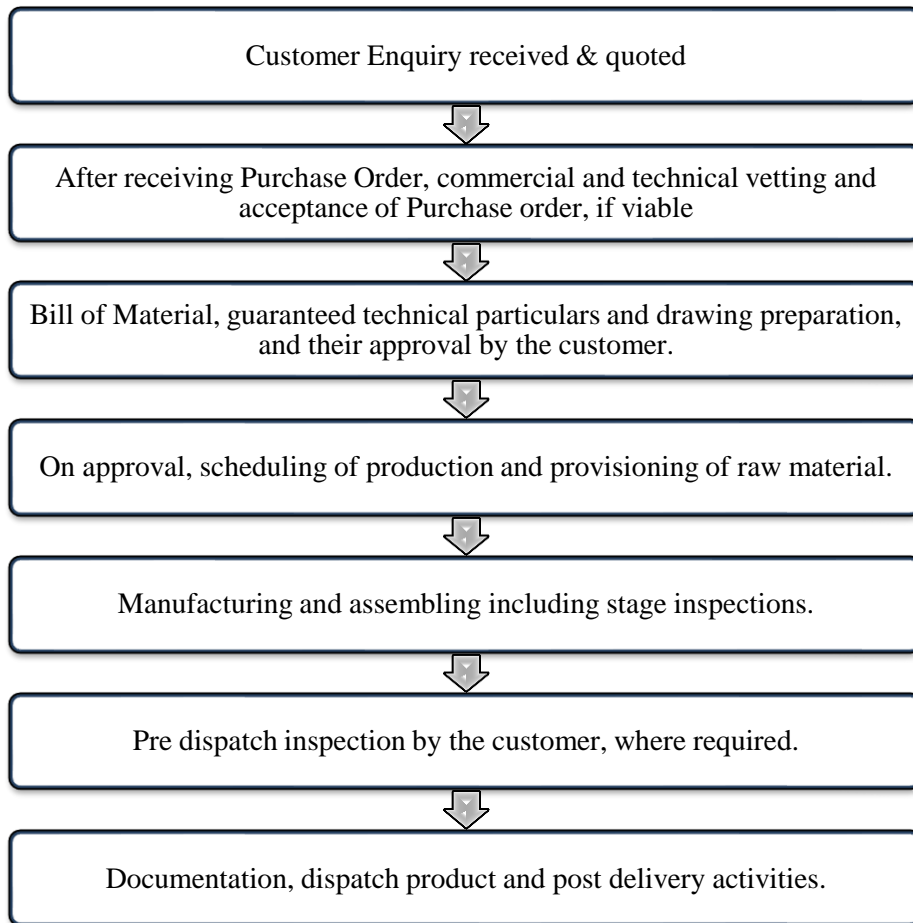 Customer Enquiry received & quoted
After receiving Purchase Order, commercial and technical vetting and
acceptance of Purchase order, if viable
Bill of Material, guaranteed technical particulars and drawing preparation,
and their approval by the customer.
On approval, scheduling of production and provisioning of raw material.
Manufacturing and assembling including stage inspections.
Pre dispatch inspection by the customer, where required.
Documentation, dispatch product and post delivery activities.